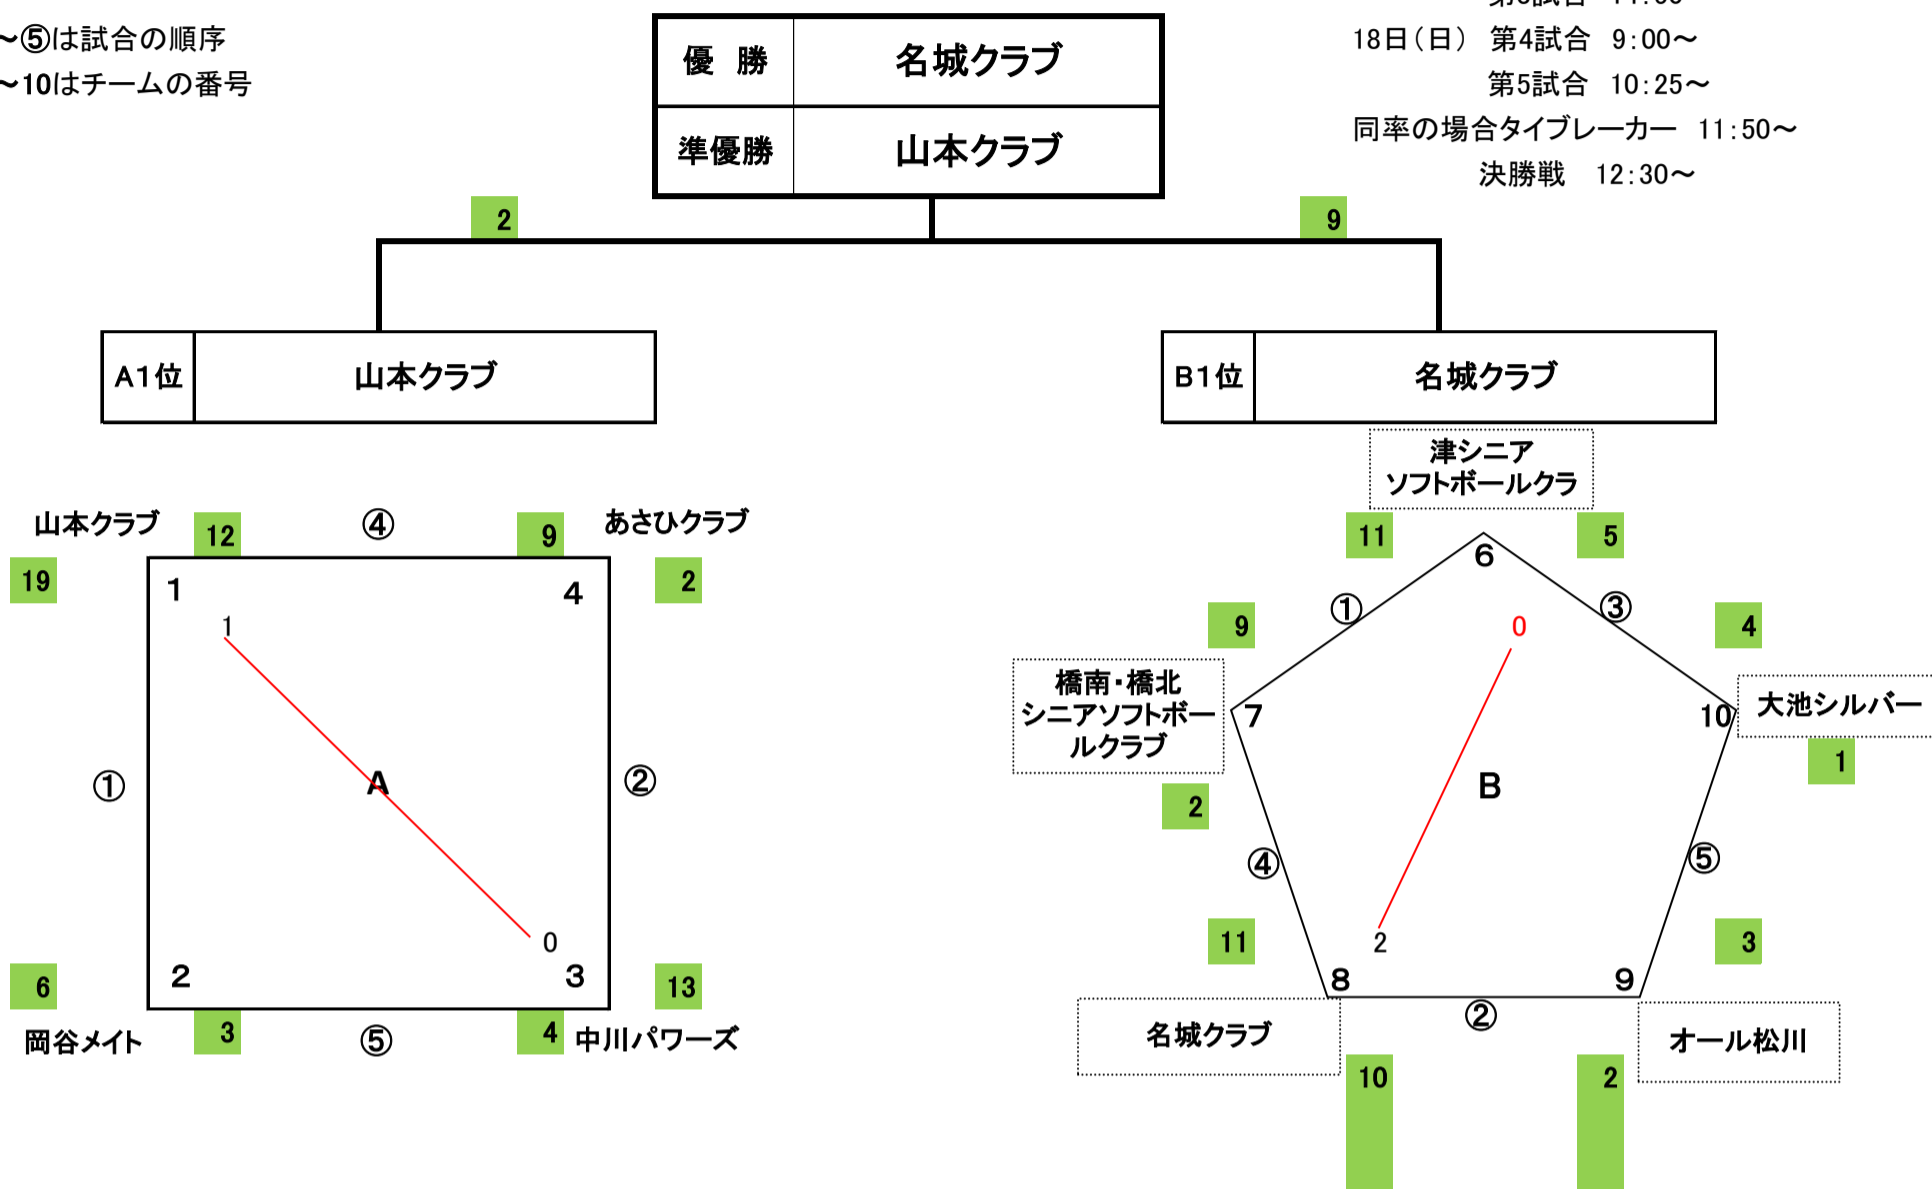 ～⑤は試合の順序
～10はチームの番号
18日（日） 第4試合 9：00～
第5試合 10：25～
同率の場合タイブレーカー 11：50～
決勝戦 12：30～
優 勝 名城クラブ
準優勝 山本クラブ
2 9
A1位 山本クラブ
B1位 名城クラブ
山本クラブ 12 ④ 9 あさひクラブ
19 2
1 4
1
① A ②
0
2 3
6 13
岡谷メイト 3 ⑤ 4 中川パワーズ
津シニア
ソフトボールクラ
11 5
6
① ③
9 0 4
橋南・橋北
シニアソフトボー
ルクラブ
7 10 大池シルバー
2 B 1
④ ⑤
11 2 3
8 9
名城クラブ ② オール松川
10 2